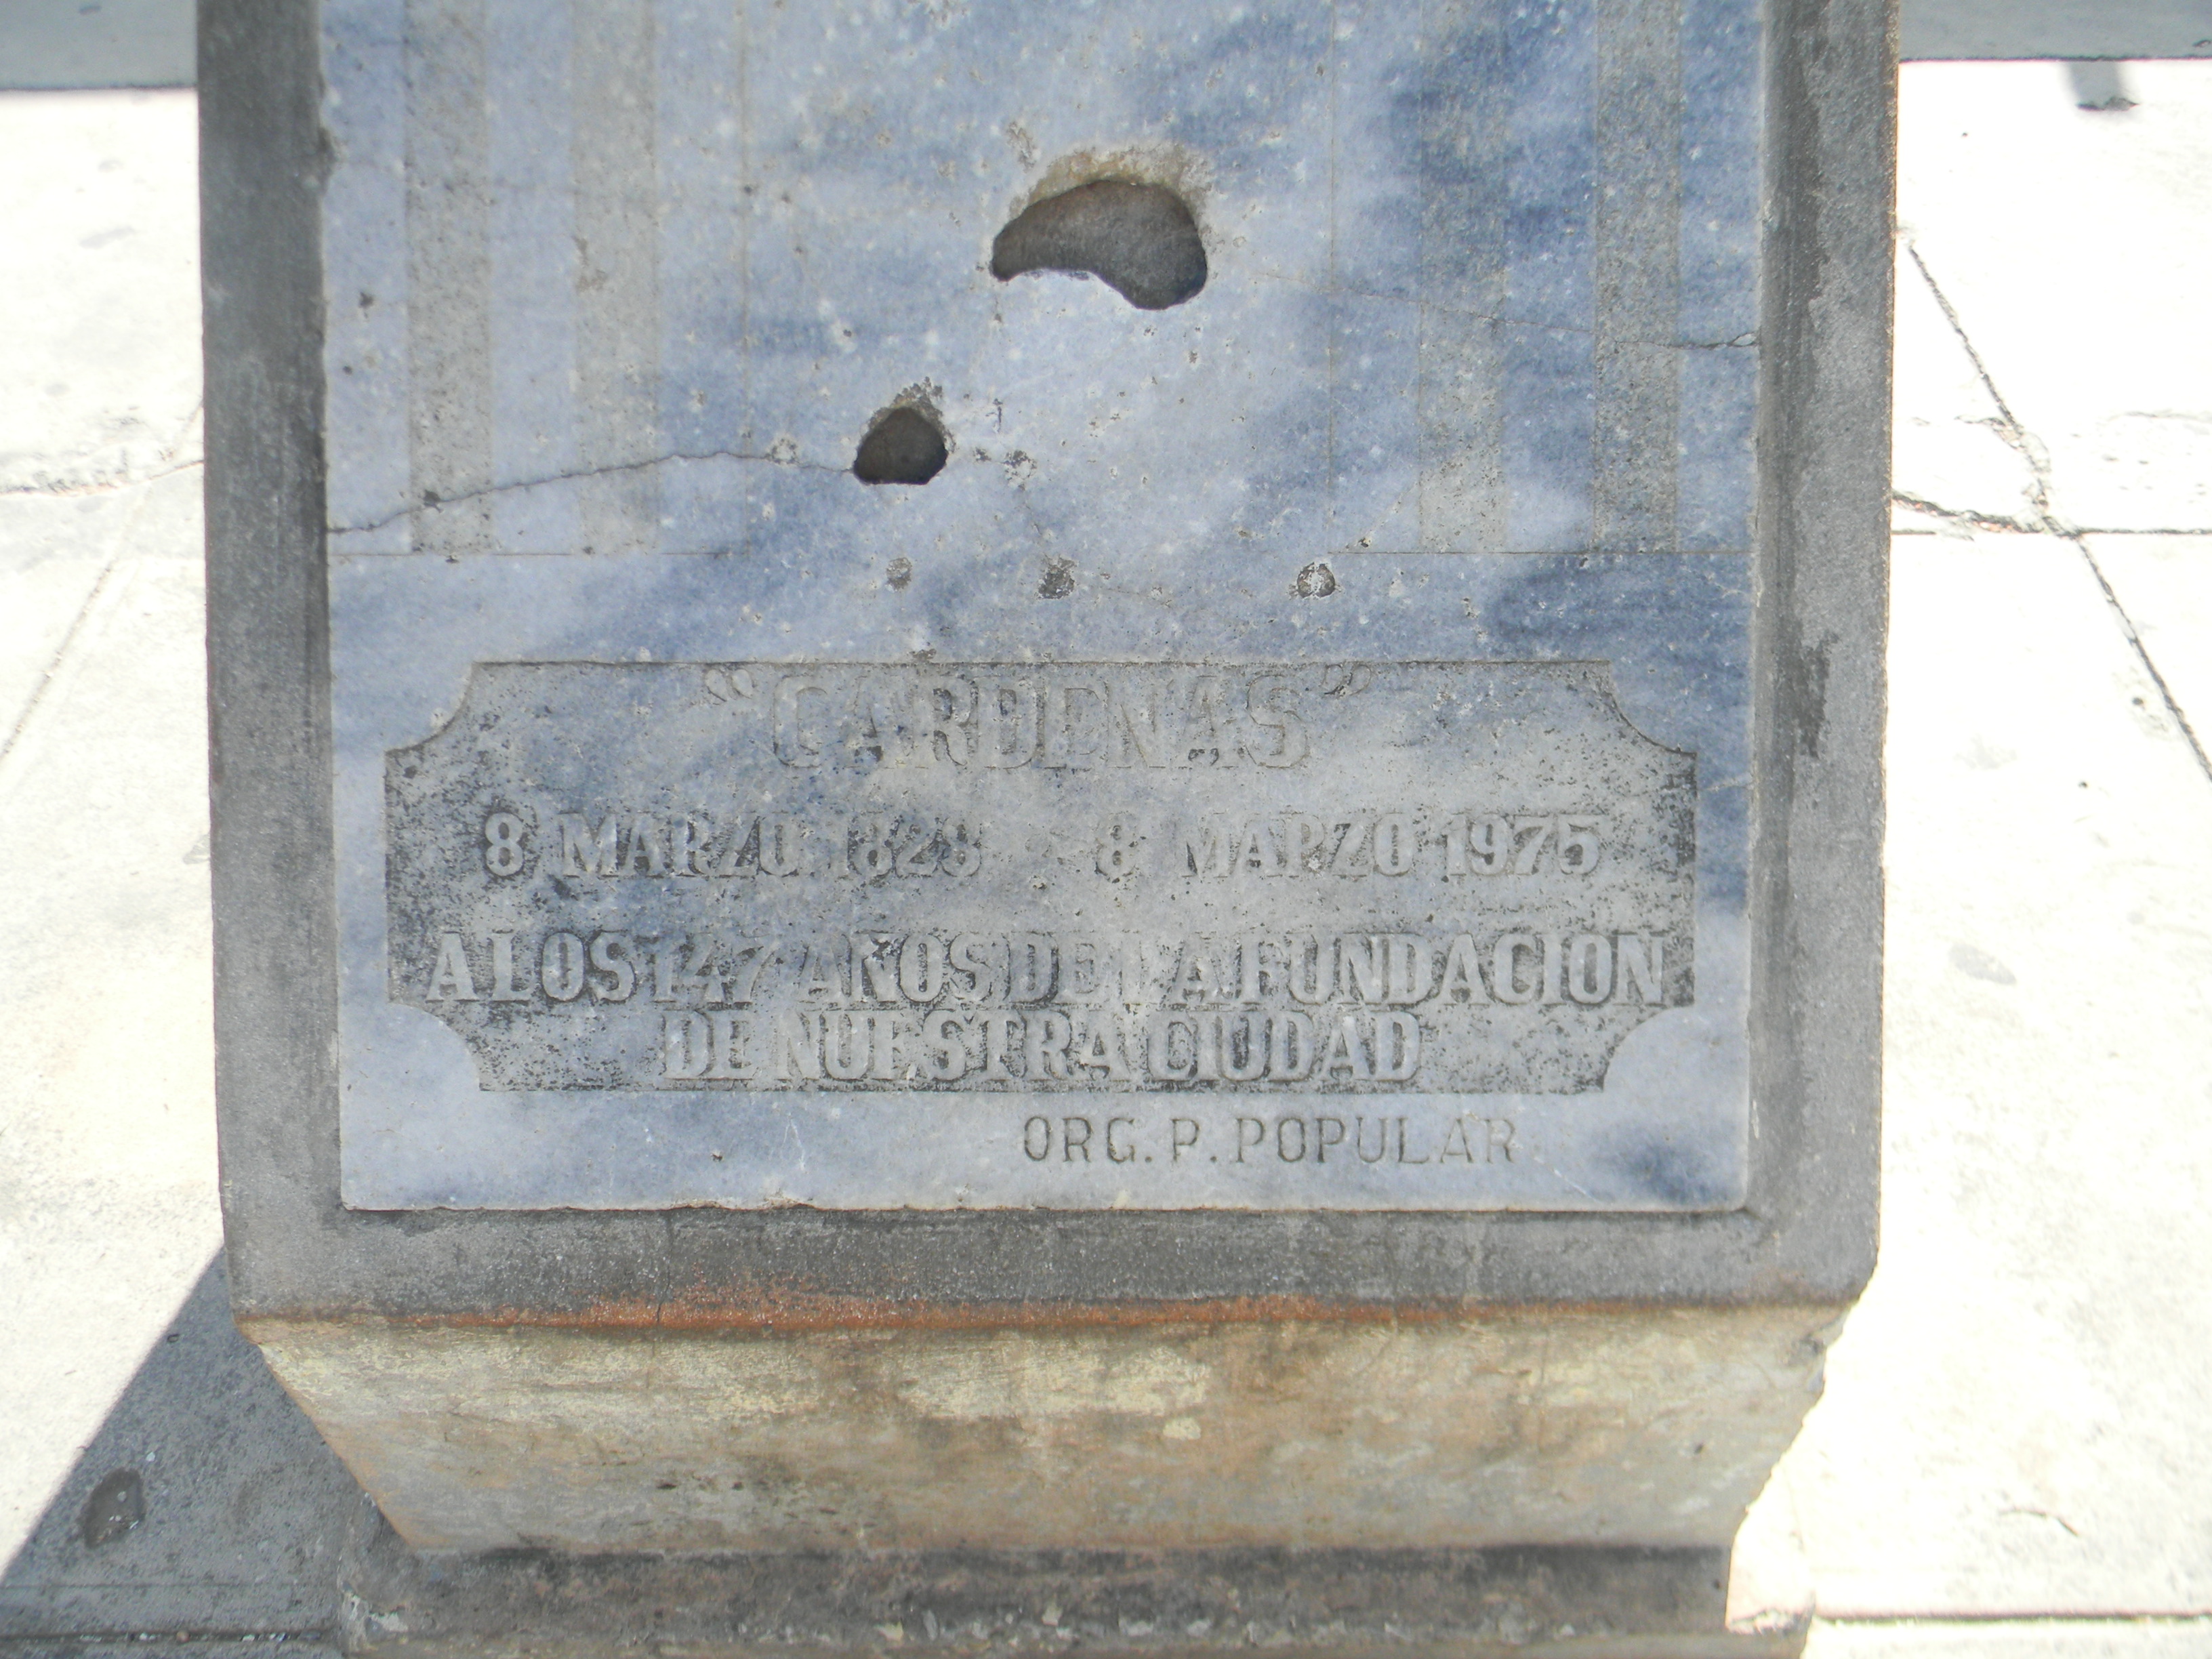 "CARDENAS"
8 MARZO 1828 8 MARZO 1975
A LOS 147 AÑOS DE LA FUNDACION
DE NUESTRA CIUDAD
ORG. P. POPULAR